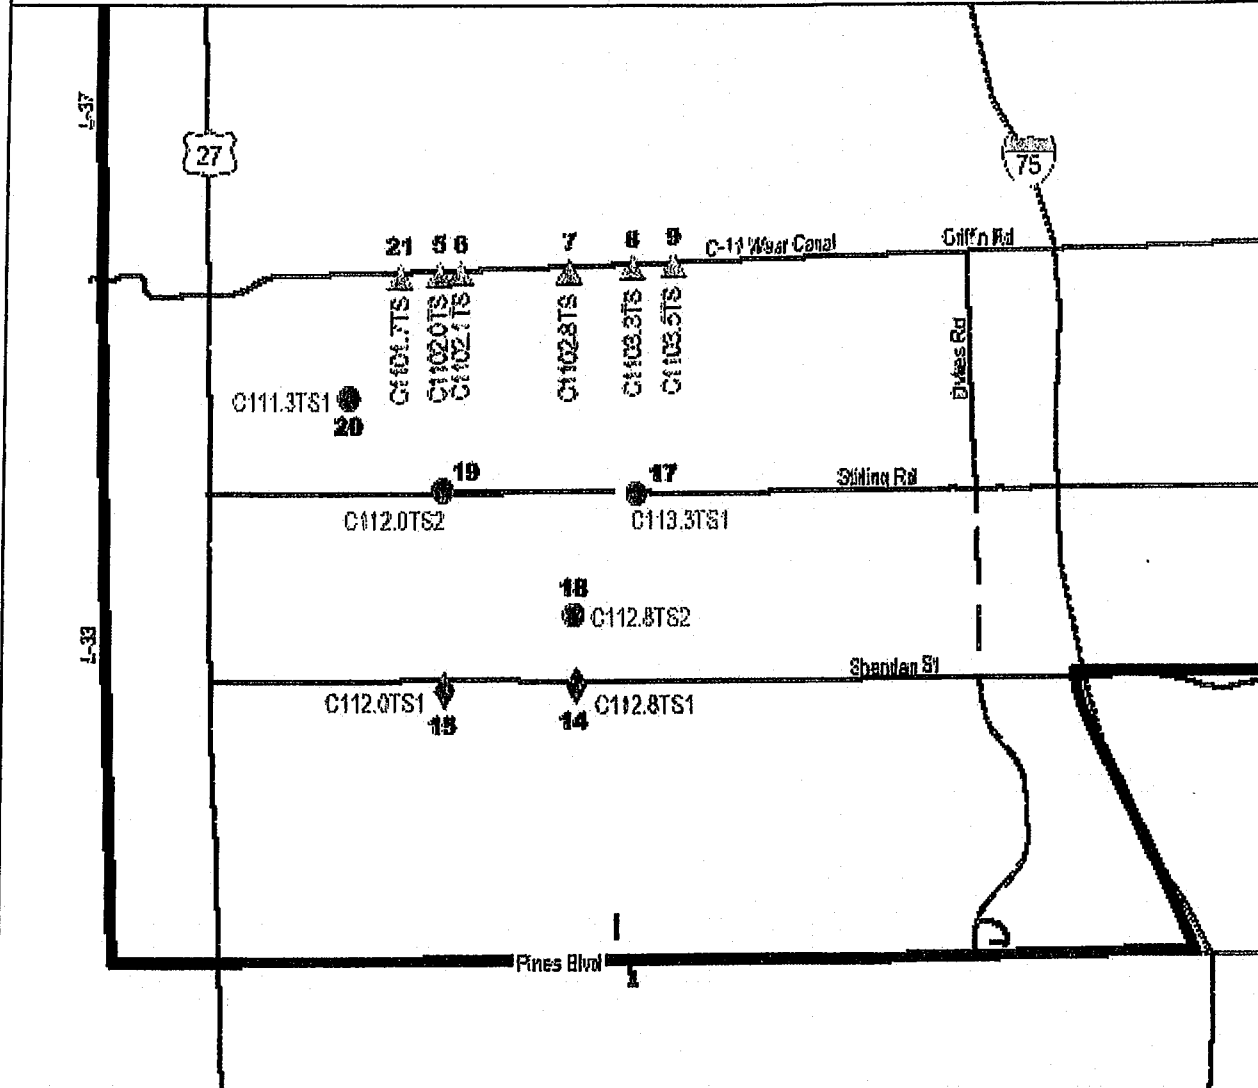 L-37
27
75
21 5 6 7 8 9
C-11 West Canal
Griffin Rd
C1101.7TS
C1102.0TS
C1102.1TS
C1102.8TS
C1103.3TS
C1103.5TS
Dykes Rd
C111.3TS1
20
19
17
Stirling Rd
C112.0TS2
C113.3TS1
18
C112.8TS2
L-33
Sheridan St
C112.0TS1
C112.8TS1
15
14
Pines Blvd
1